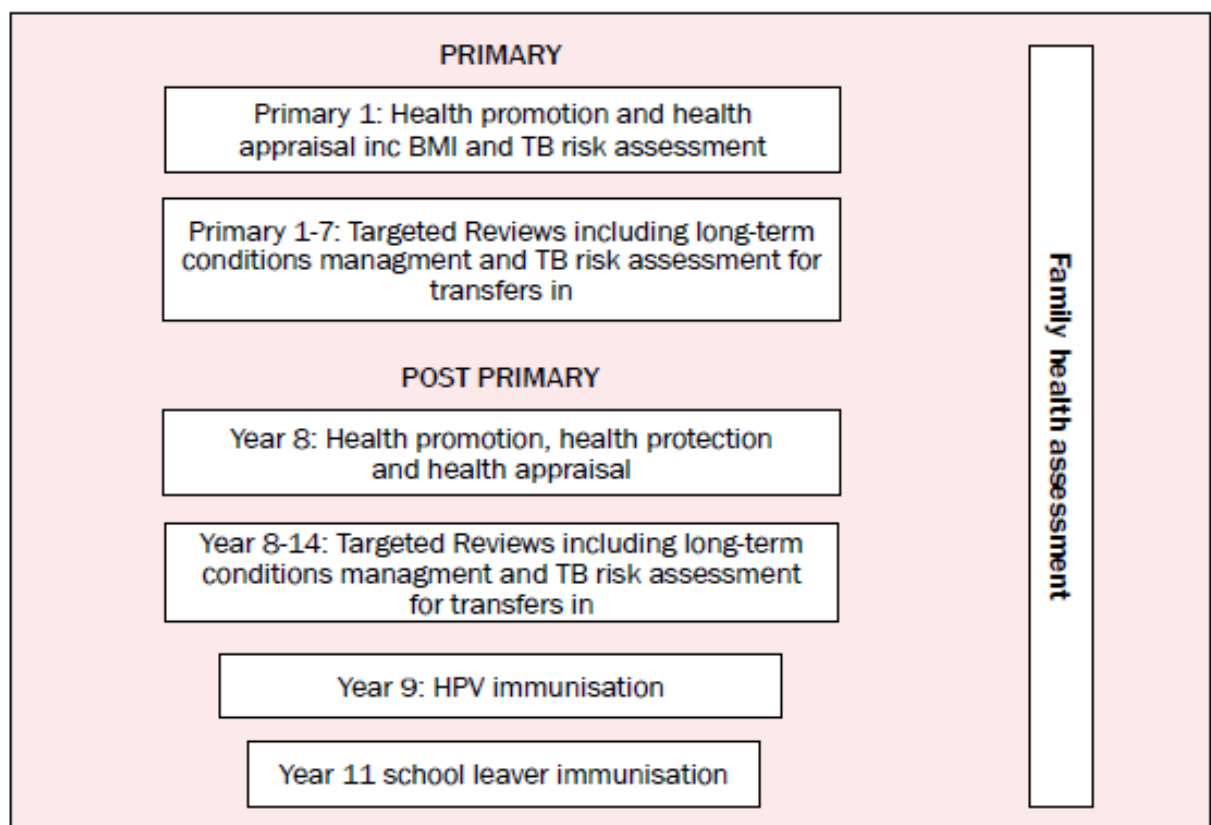 PRIMARY
Primary 1: Health promotion and health
appraisal inc BMI and TB risk assessment
Primary 1-7: Targeted Reviews including long-term
conditions managment and TB risk assessment for
transfers in
POST PRIMARY
Year 8: Health promotion, health protection
and health appraisal
Year 8-14: Targeted Reviews including long-term
conditions managment and TB risk assessment
for transfers in
Year 9: HPV immunisation
Year 11 school leaver immunisation
Family health assessment